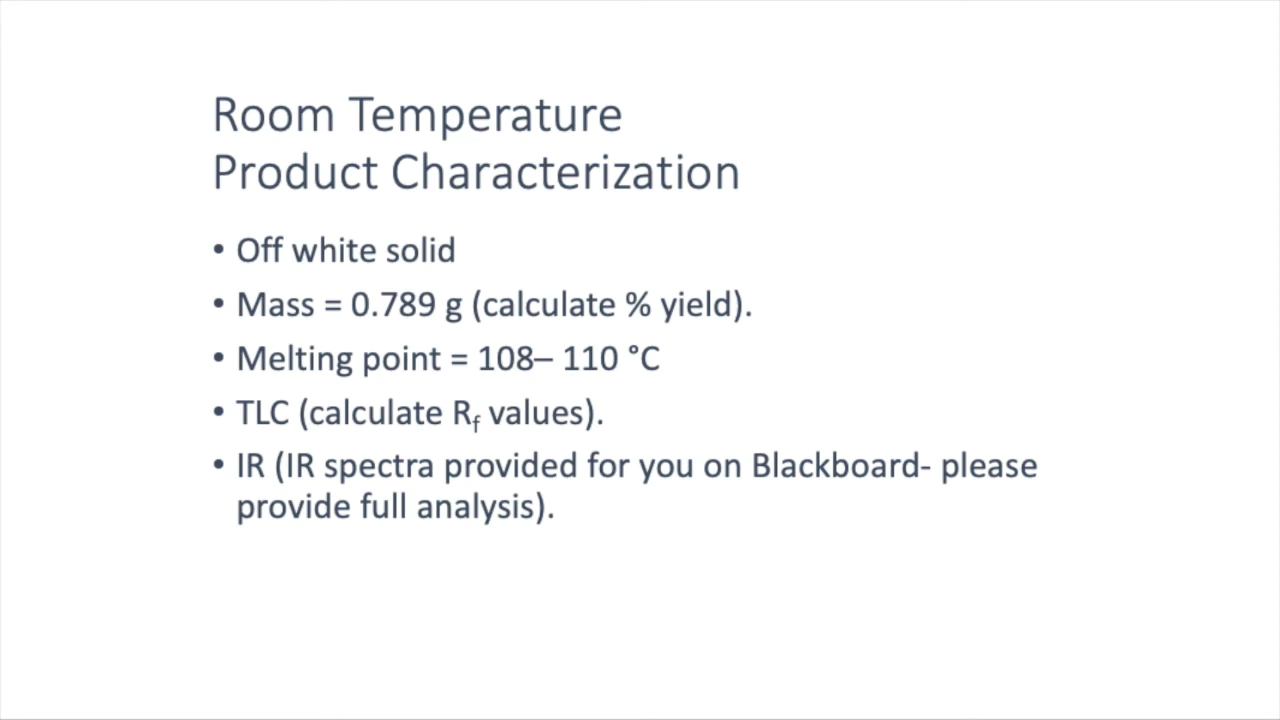 Room Temperature
Product Characterization
• Off white solid
• Mass = 0.789 g (calculate % yield).
• Melting point = 108– 110 °C
• TLC (calculate Rf values).
• IR (IR spectra provided for you on Blackboard- please
provide full analysis).